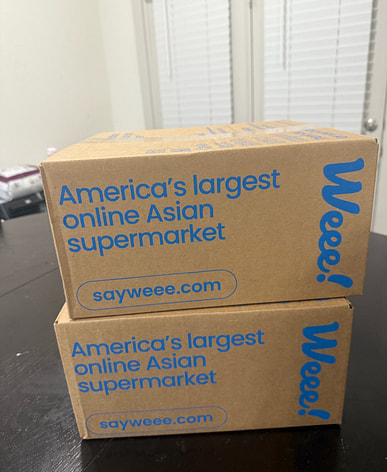 America's largest
online Asian
supermarket
sayweee.com
Weee!
America's largest
online Asian
supermarket
sayweee.com
Weee!